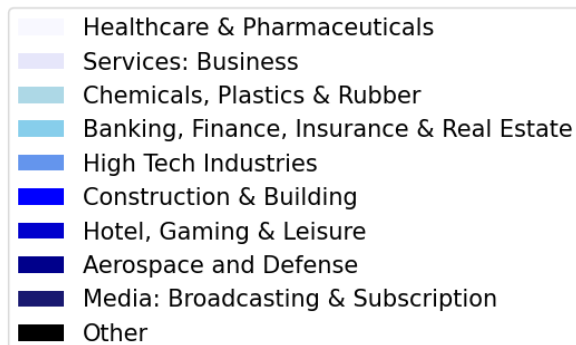 Healthcare & Pharmaceuticals
Services: Business
Chemicals, Plastics & Rubber
Banking, Finance, Insurance & Real Estate
High Tech Industries
Construction & Building
Hotel, Gaming & Leisure
Aerospace and Defense
Media: Broadcasting & Subscription
Other